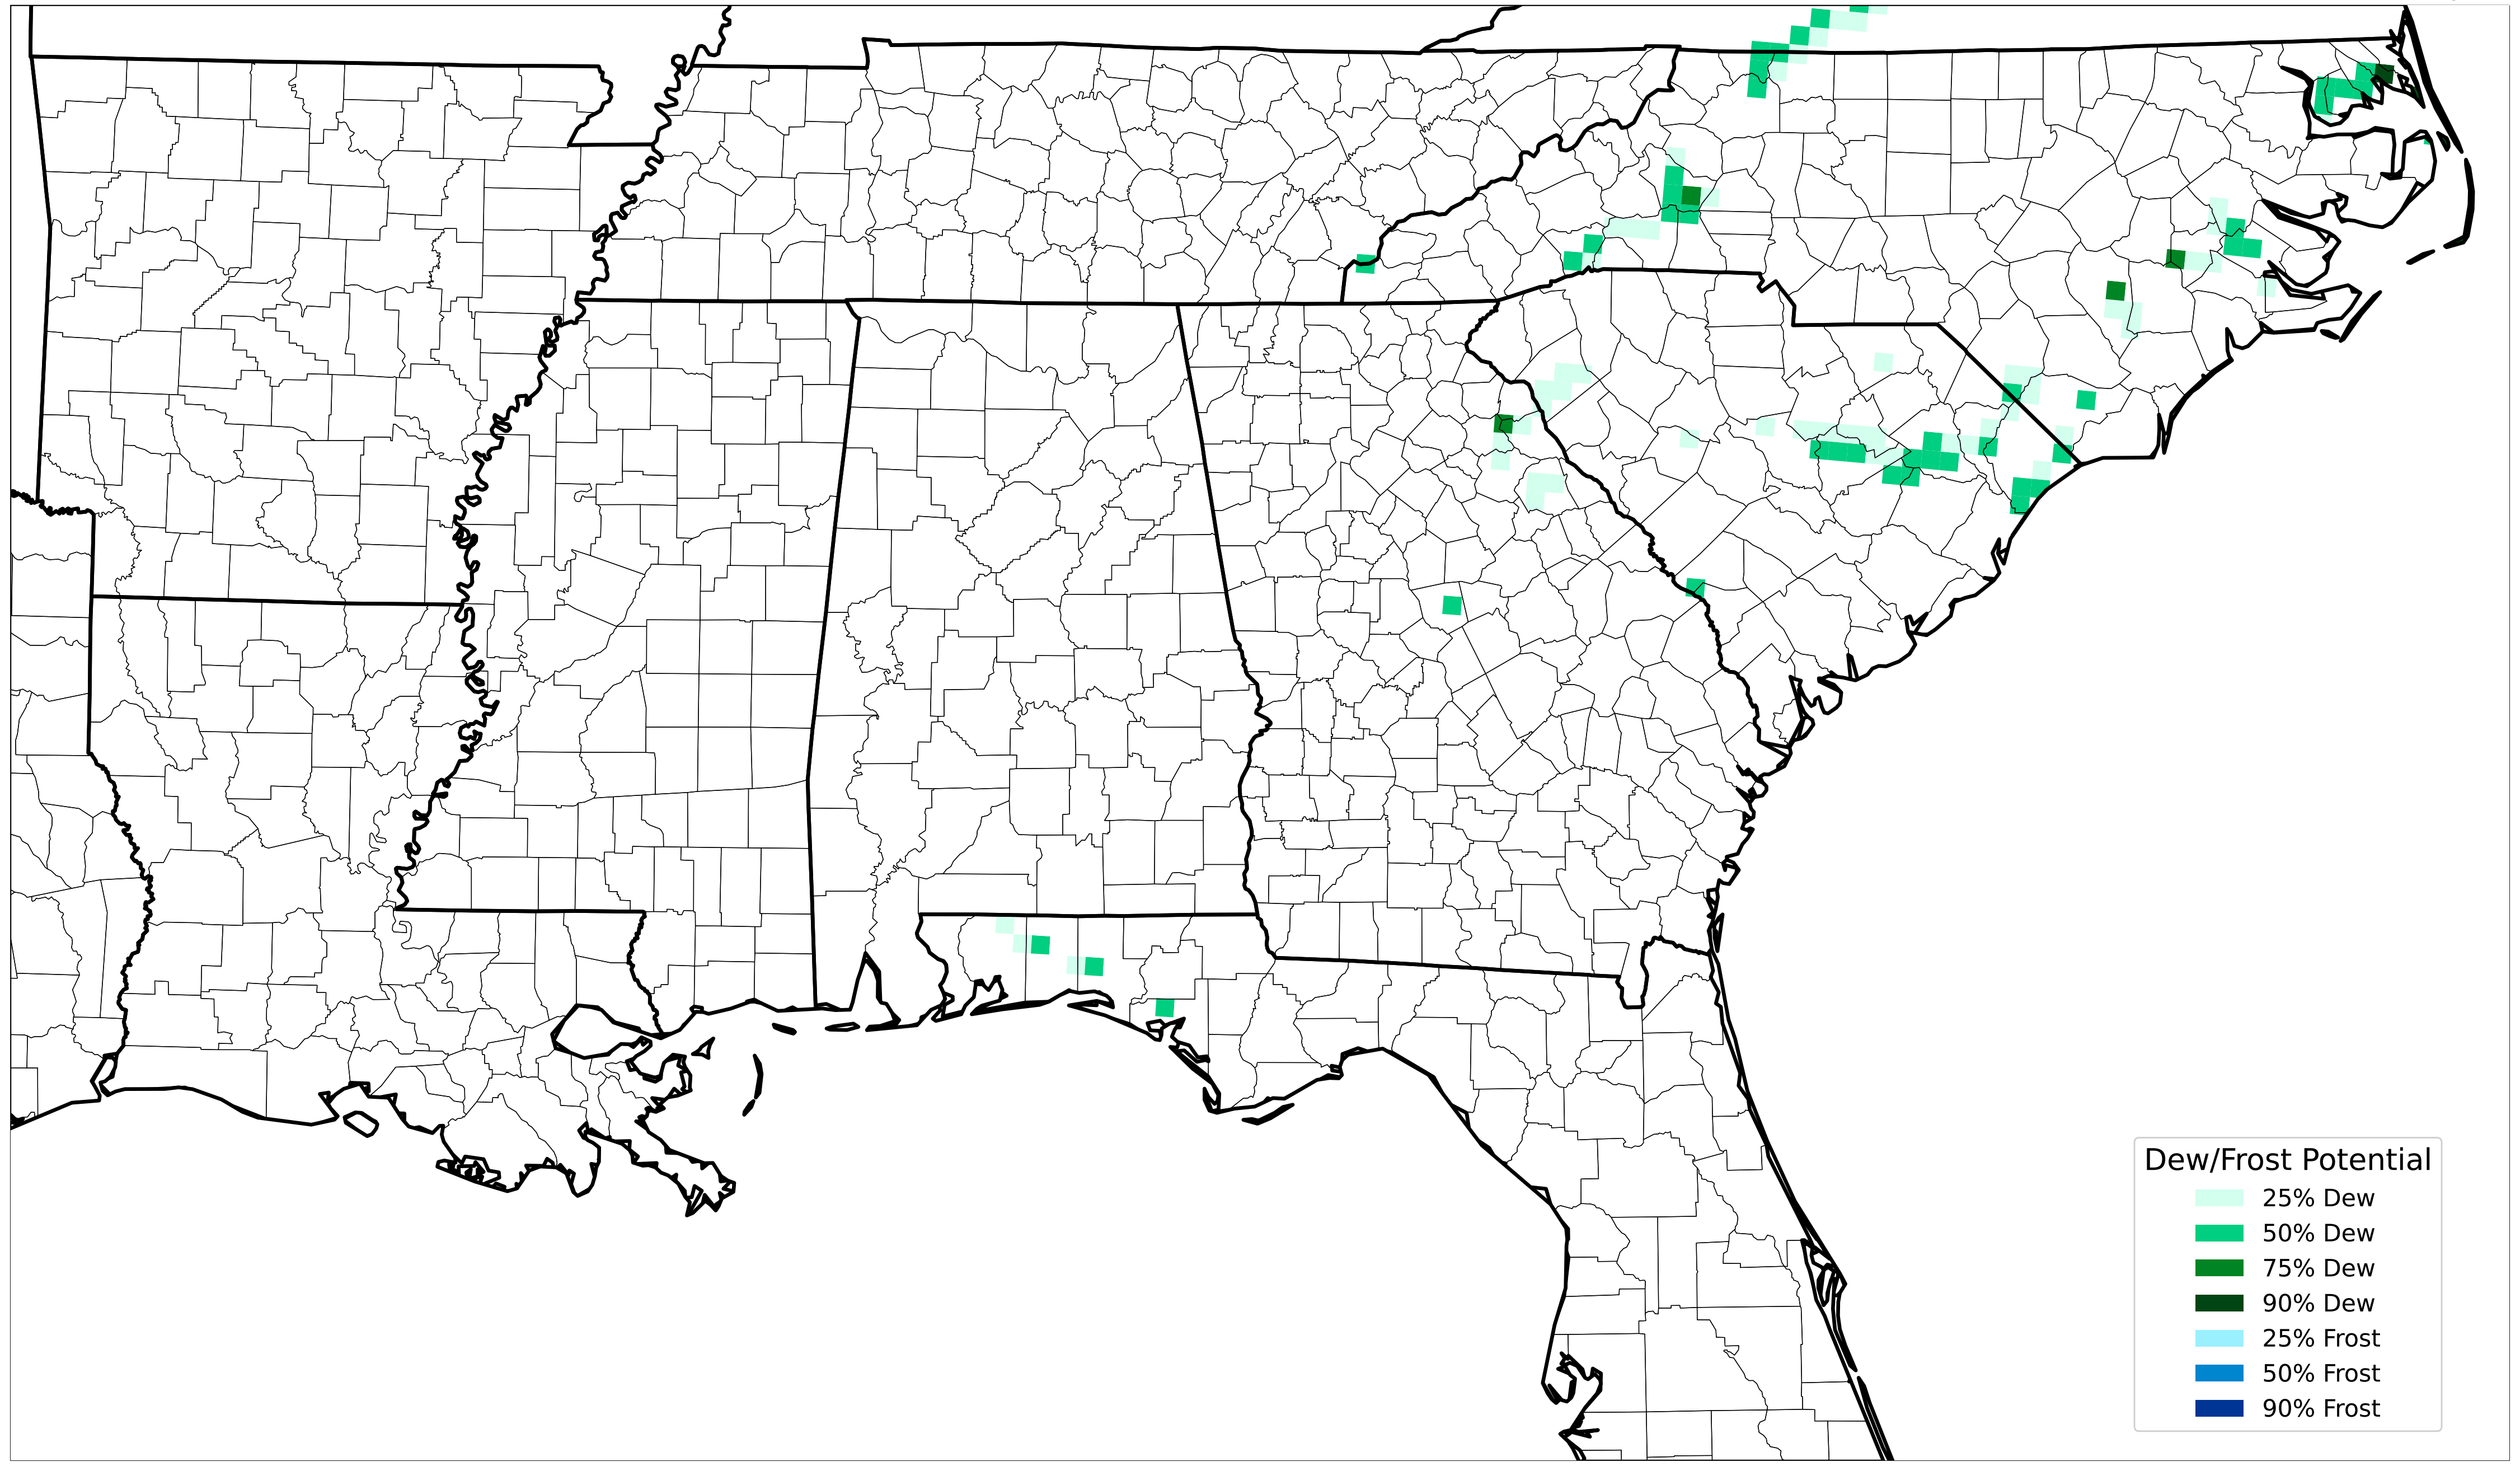 Dew/Frost Potential
25% Dew
50% Dew
75% Dew
90% Dew
25% Frost
50% Frost
90% Frost